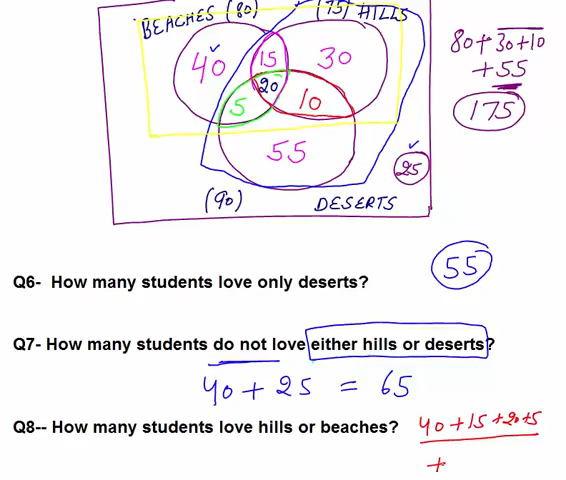 BEACHES (80)
(75) HILLS
40
15
30
20
5
10
55
25
(90)
DESERTS
80+30+10
+55
175
Q6- How many students love only deserts?
55
Q7- How many students do not love either hills or deserts?
40 + 25 = 65
Q8-- How many students love hills or beaches?
40+15+20+5
+